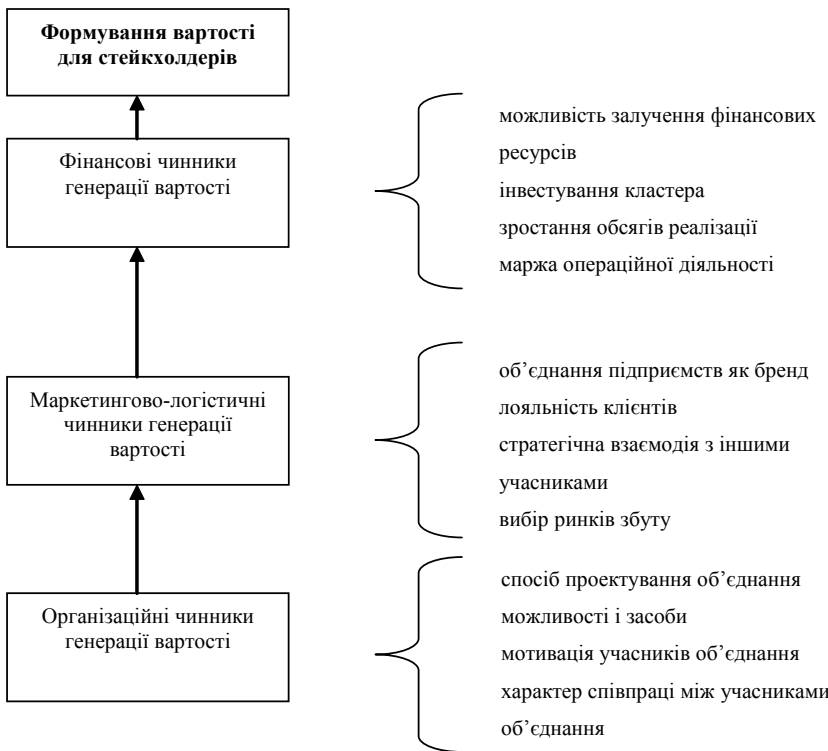 Формування вартості
для стейкхолдерів
Фінансові чинники
генерації вартості
можливість залучення фінансових
ресурсів
інвестування кластера
зростання обсягів реалізації
маржа операційної діяльності
Маркетингово-логістичні
чинники генерації
вартості
об’єднання підприємств як бренд
лояльність клієнтів
стратегічна взаємодія з іншими
учасниками
вибір ринків збуту
Організаційні чинники
генерації вартості
спосіб проектування об’єднання
можливості і засоби
мотивація учасників об’єднання
характер співпраці між учасниками
об’єднання